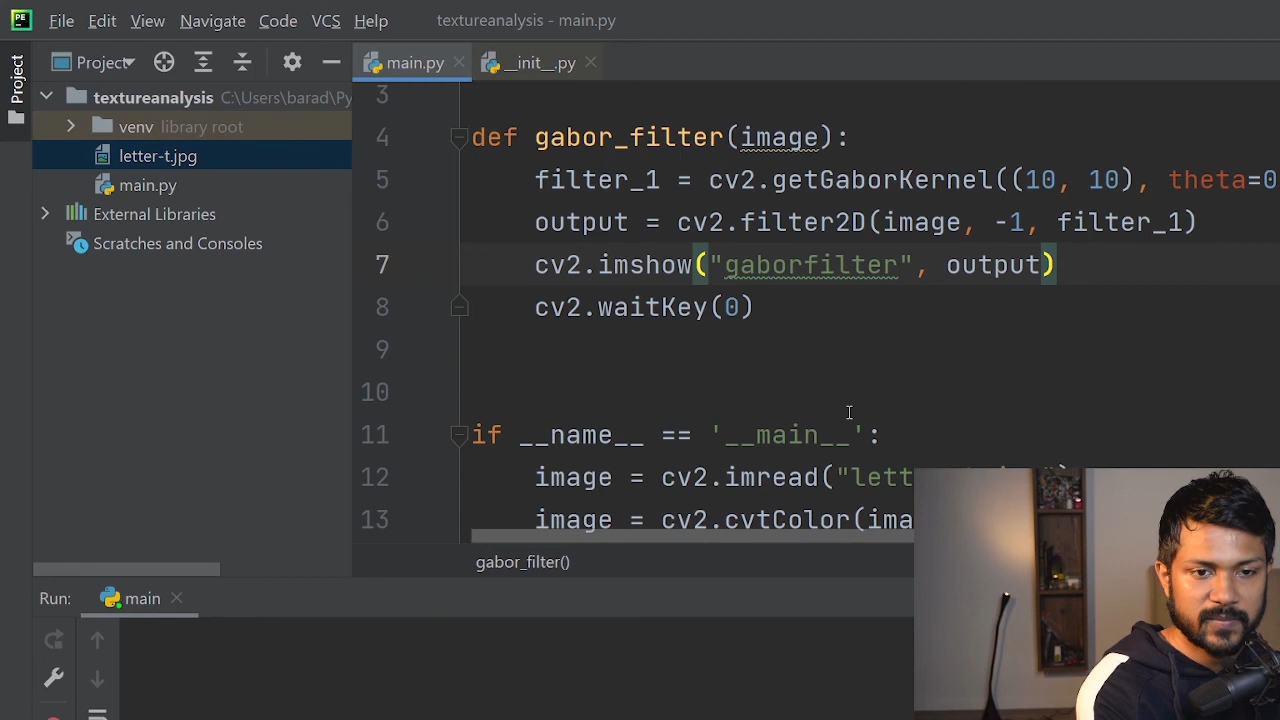 PE File Edit View Navigate Code VCS Help textureanalysis - main.py
Project
Project main.py __init__.py
textureanalysis C:\Users\barad\Py
venv library root
letter-t.jpg
main.py
External Libraries
Scratches and Consoles
3
4 def gabor_filter(image):
5 filter_1 = cv2.getGaborKernel((10, 10), theta=0
6 output = cv2.filter2D(image, -1, filter_1)
7 cv2.imshow("gaborfilter", output)
8 cv2.waitKey(0)
9
10
11 if __name__ == '__main__':
12 image = cv2.imread("lett
13 image = cv2.cvtColor(ima
gabor_filter()
Run: main